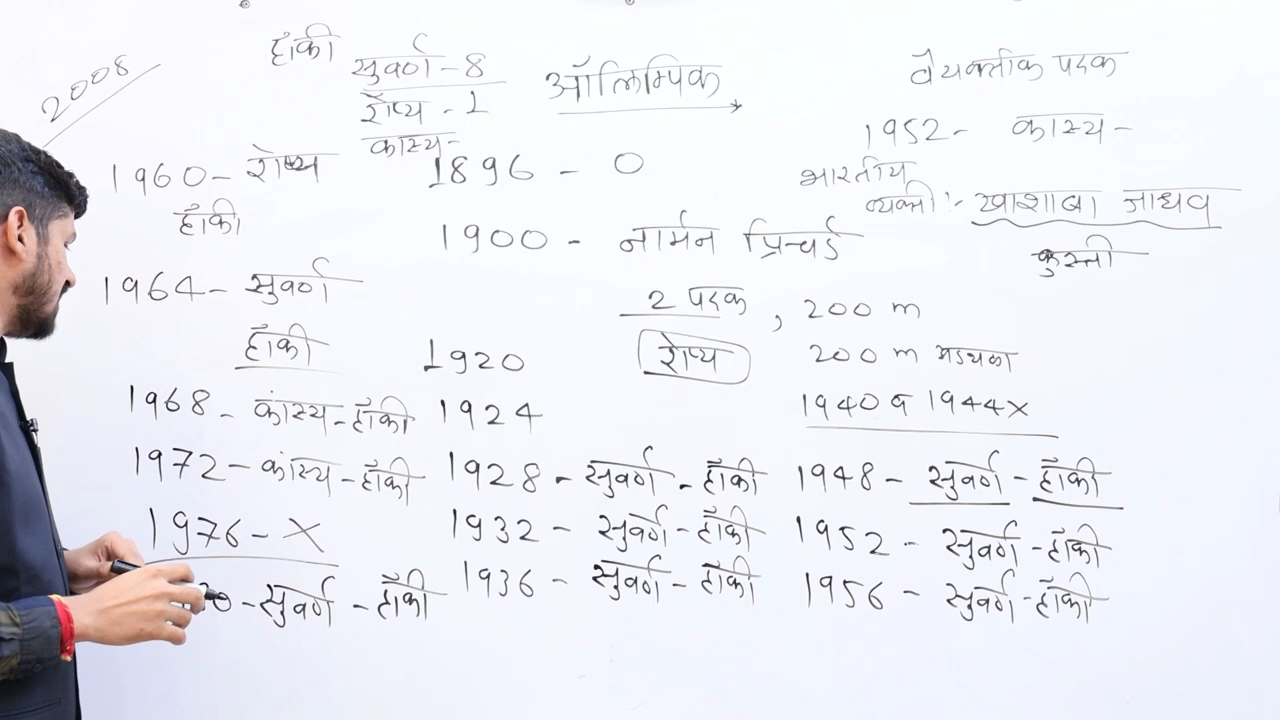 2008
हॉकी
सुवर्ण - 8
रौप्य - 1
कास्य -
ऑलिम्पिक
वैयक्तीक पदक
1952 - कास्य -
भारतीय
व्यक्ती :- खाशाबा जाधव
कुस्ती
1960 - रौप्य
हॉकी
1964 - सुवर्ण
हॉकी
1968 - कांस्य - हॉकी
1972 - कांस्य - हॉकी
1976 - X
0 - सुवर्ण - हॉकी
1896 - 0
1900 - नार्मन प्रिन्चर्ड
2 पदक , 200 m
रौप्य 200 m अडथळा
1920
1924
1928 - सुवर्ण - हॉकी
1932 - सुवर्ण - हॉकी
1936 - सुवर्ण - हॉकी
1940 व 1944 X
1948 - सुवर्ण - हॉकी
1952 - सुवर्ण - हॉकी
1956 - सुवर्ण - हॉकी